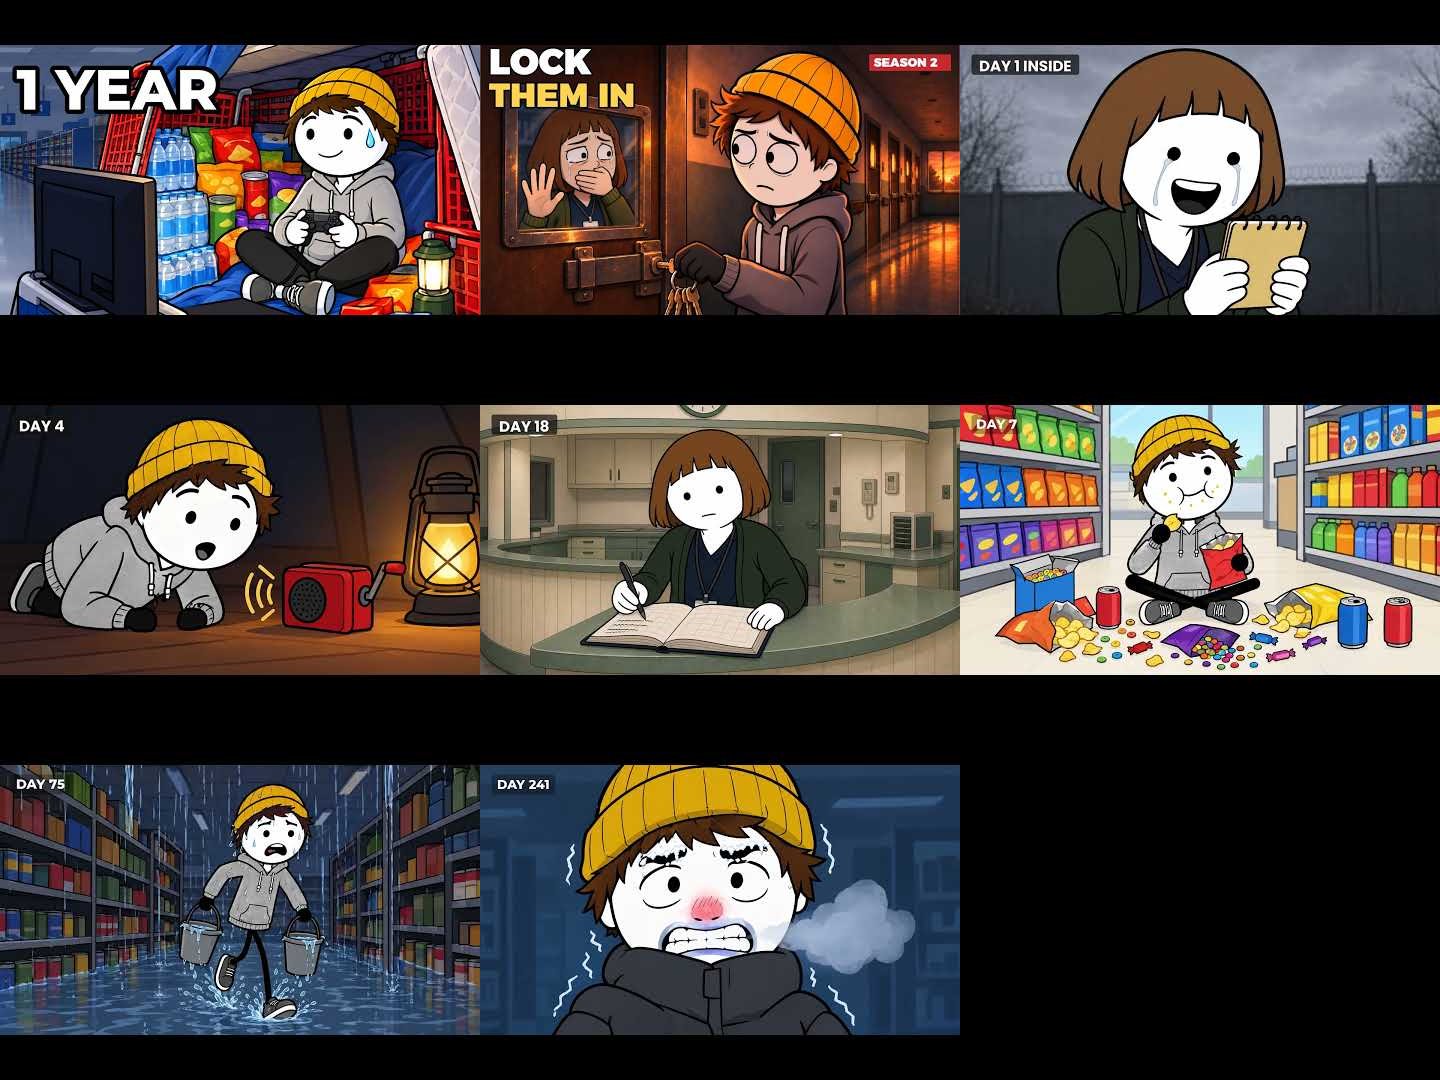 1 YEAR
LOCK
THEM IN
SEASON 2
DAY 1 INSIDE
DAY 4
DAY 18
DAY 7
DAY 75
DAY 241